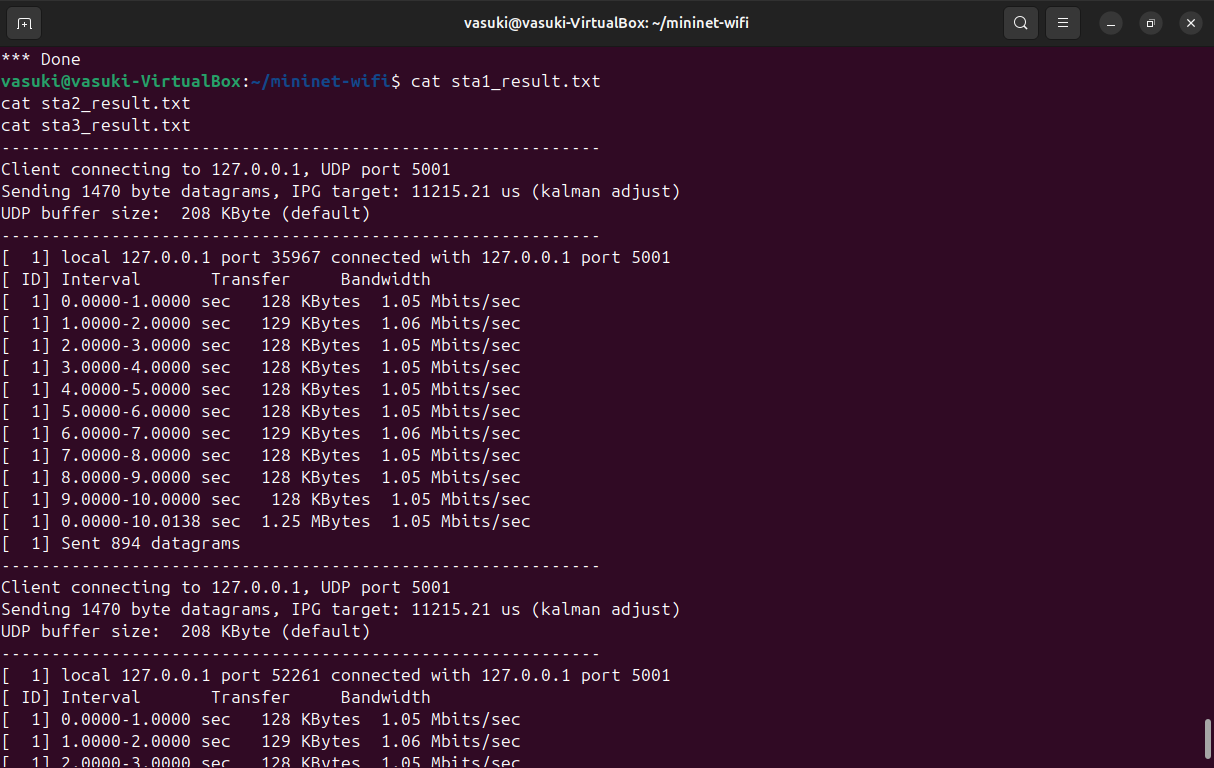 vasuki@vasuki-VirtualBox: ~/mininet-wifi
*** Done
vasuki@vasuki-VirtualBox:~/mininet-wifi$ cat sta1_result.txt
cat sta2_result.txt
cat sta3_result.txt
------------------------------------------------------------
Client connecting to 127.0.0.1, UDP port 5001
Sending 1470 byte datagrams, IPG target: 11215.21 us (kalman adjust)
UDP buffer size:  208 KByte (default)
------------------------------------------------------------
[  1] local 127.0.0.1 port 35967 connected with 127.0.0.1 port 5001
[ ID] Interval       Transfer     Bandwidth
[  1] 0.0000-1.0000 sec   128 KBytes  1.05 Mbits/sec
[  1] 1.0000-2.0000 sec   129 KBytes  1.06 Mbits/sec
[  1] 2.0000-3.0000 sec   128 KBytes  1.05 Mbits/sec
[  1] 3.0000-4.0000 sec   128 KBytes  1.05 Mbits/sec
[  1] 4.0000-5.0000 sec   128 KBytes  1.05 Mbits/sec
[  1] 5.0000-6.0000 sec   128 KBytes  1.05 Mbits/sec
[  1] 6.0000-7.0000 sec   129 KBytes  1.06 Mbits/sec
[  1] 7.0000-8.0000 sec   128 KBytes  1.05 Mbits/sec
[  1] 8.0000-9.0000 sec   128 KBytes  1.05 Mbits/sec
[  1] 9.0000-10.0000 sec   128 KBytes  1.05 Mbits/sec
[  1] 0.0000-10.0138 sec  1.25 MBytes  1.05 Mbits/sec
[  1] Sent 894 datagrams
------------------------------------------------------------
Client connecting to 127.0.0.1, UDP port 5001
Sending 1470 byte datagrams, IPG target: 11215.21 us (kalman adjust)
UDP buffer size:  208 KByte (default)
------------------------------------------------------------
[  1] local 127.0.0.1 port 52261 connected with 127.0.0.1 port 5001
[ ID] Interval       Transfer     Bandwidth
[  1] 0.0000-1.0000 sec   128 KBytes  1.05 Mbits/sec
[  1] 1.0000-2.0000 sec   129 KBytes  1.06 Mbits/sec
[  1] 2.0000-3.0000 sec   128 KBytes  1.05 Mbits/sec